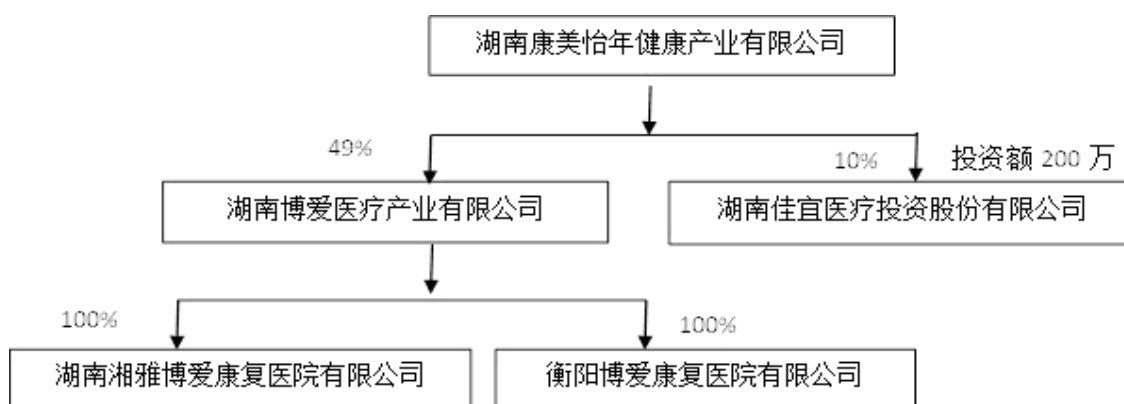 湖南康美怡年健康产业有限公司
49%
10%
投资额 200 万
湖南博爱医疗产业有限公司
湖南佳宜医疗投资股份有限公司
100%
100%
湖南湘雅博爱康复医院有限公司
衡阳博爱康复医院有限公司